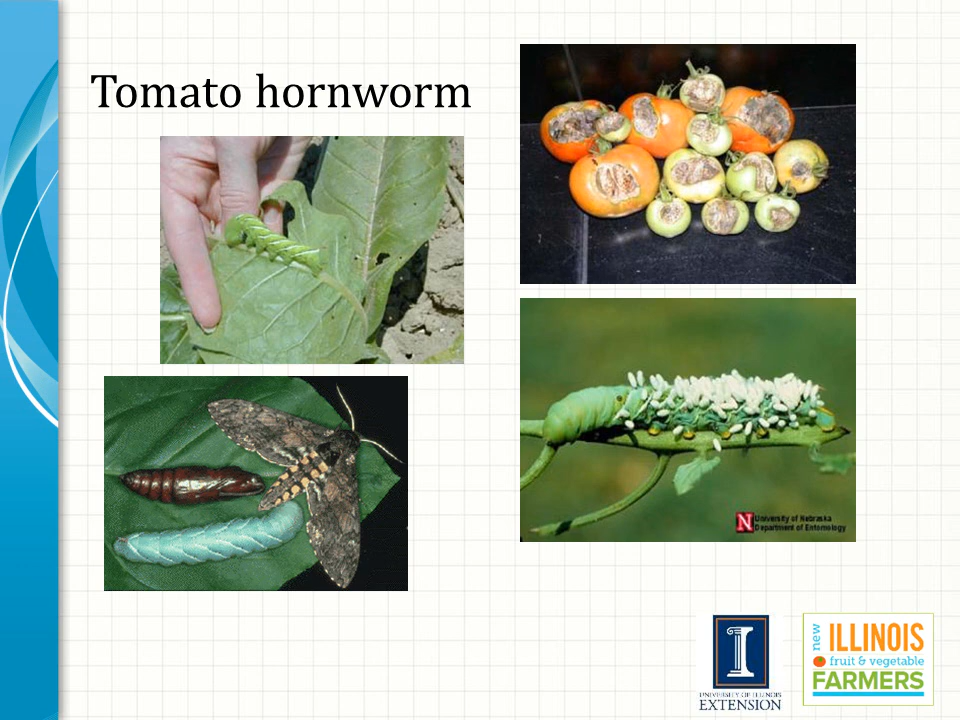 Tomato hornworm
N
University of Nebraska
Department of Entomology
I
UNIVERSITY OF ILLINOIS
EXTENSION
new
ILLINOIS
fruit & vegetable
FARMERS